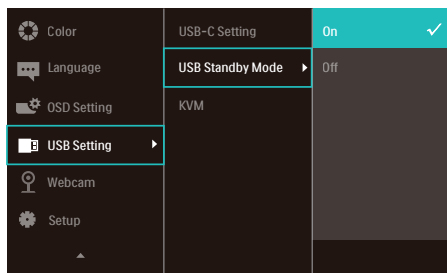 Color
Language
OSD Setting
USB Setting
Webcam
Setup
USB-C Setting
USB Standby Mode
KVM
On
Off